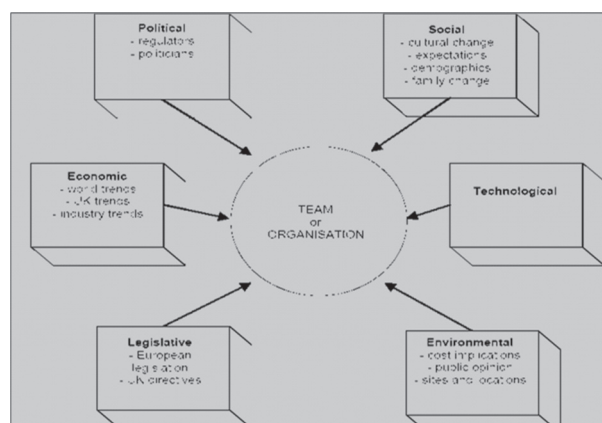 Political
- regulators
- politicians
Social
- cultural change
- expectations
- demographics
- family change
Economic
- world trends
- UK trends
- industry trends
TEAM
or
ORGANISATION
Technological
Legislative
- European
legislation
- UK directives
Environmental
- cost implications
- public opinion
- sites and locations